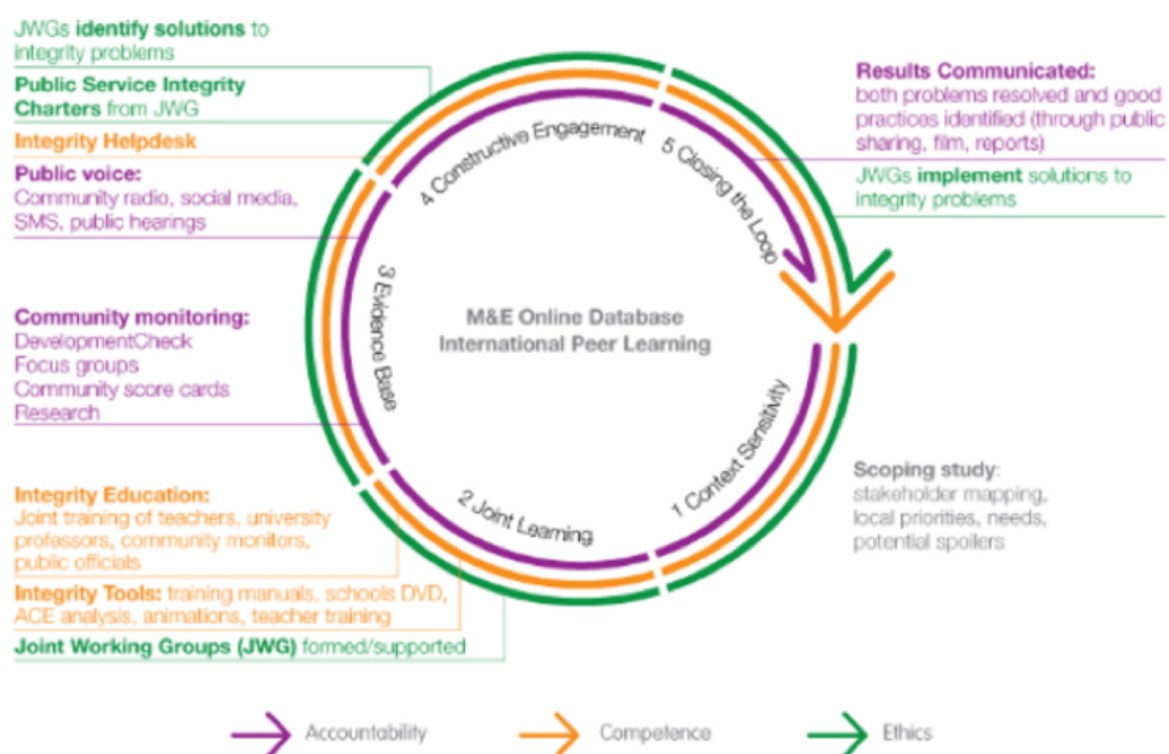 JWGs identify solutions to
integrity problems
Public Service Integrity
Charters from JWG
Integrity Helpdesk
Public voice:
Community radio, social media,
SMS, public hearings
Community monitoring:
DevelopmentCheck
Focus groups
Community score cards
Research
Integrity Education:
Joint training of teachers, university
professors, community monitors,
public officials
Integrity Tools: training manuals, schools DVD,
ACE analysis, animations, teacher training
Joint Working Groups (JWG) formed/supported
4 Constructive Engagement
5 Closing the Loop
3 Evidence Base
M&E Online Database
International Peer Learning
2 Joint Learning
1 Context Sensitivity
Results Communicated:
both problems resolved and good
practices identified (through public
sharing, film, reports)
JWGs implement solutions to
integrity problems
Scoping study:
stakeholder mapping,
local priorities, needs,
potential spoilers
Accountability
Competence
Ethics